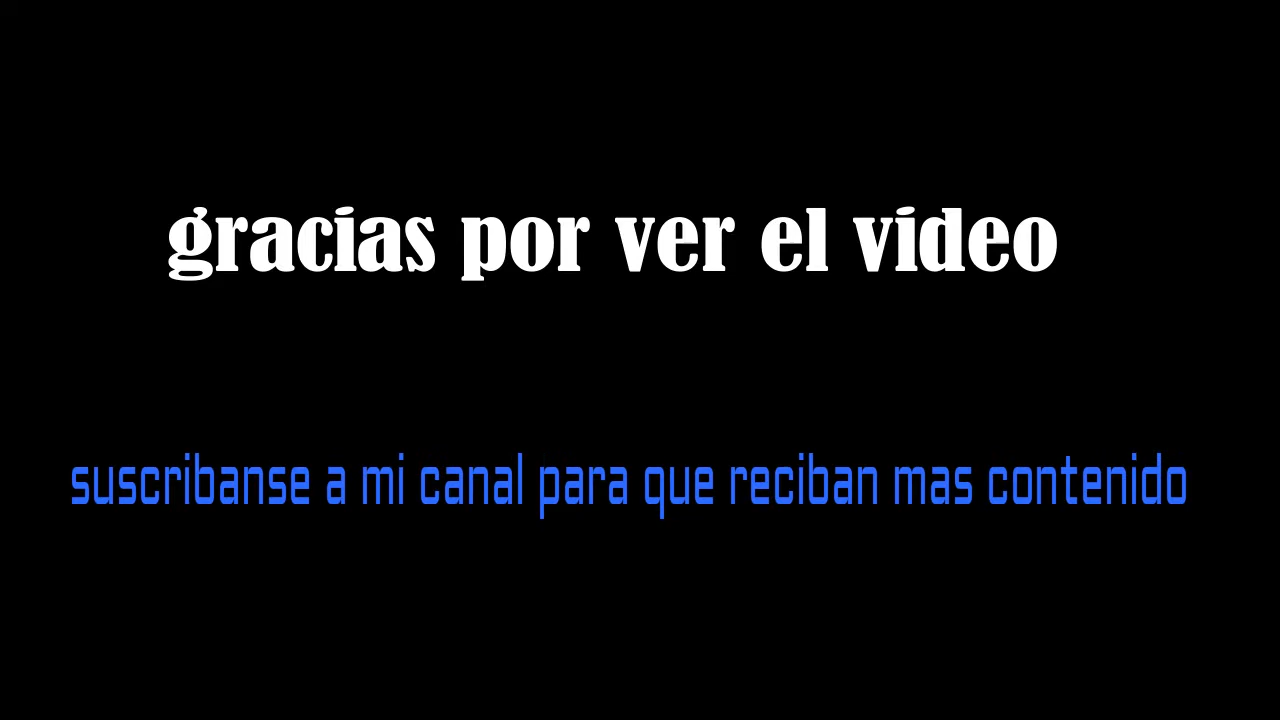 gracias por ver el video
suscribanse a mi canal para que reciban mas contenido